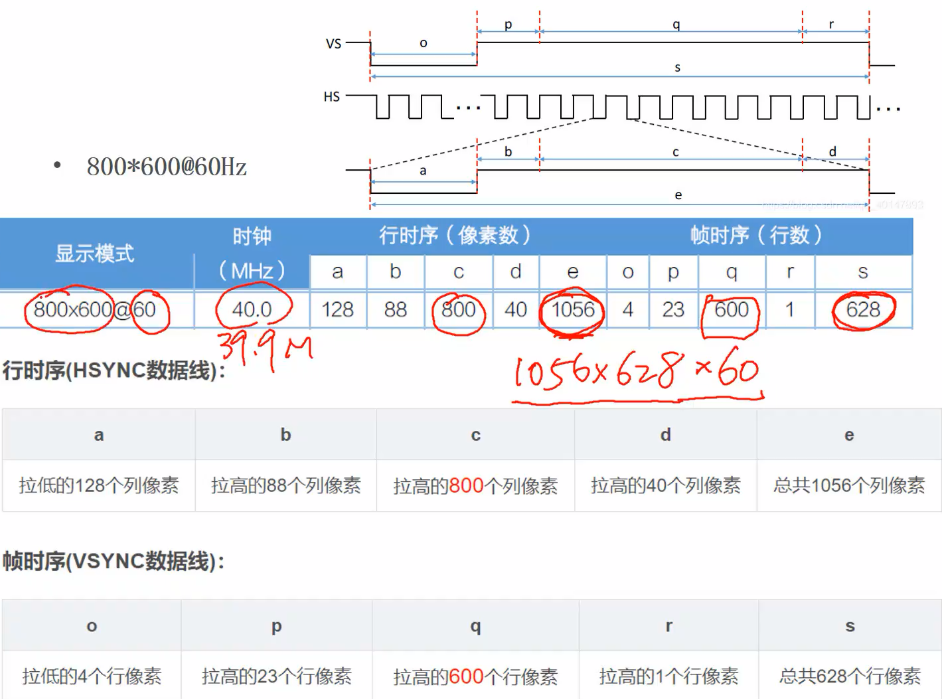 p q r
VS
o
s
HS
b c d
a
e
• 800*600@60Hz
显示模式 时钟（MHz） 行时序（像素数） 帧时序（行数）
a b c d e o p q r s
800x600@60 40.0 128 88 800 40 1056 4 23 600 1 628
39.9M
1056×628×60
行时序(HSYNC数据线)：
a b c d e
拉低的128个列像素 拉高的88个列像素 拉高的800个列像素 拉高的40个列像素 总共1056个列像素
帧时序(VSYNC数据线)：
o p q r s
拉低的4个行像素 拉高的23个行像素 拉高的600个行像素 拉高的1个行像素 总共628个行像素